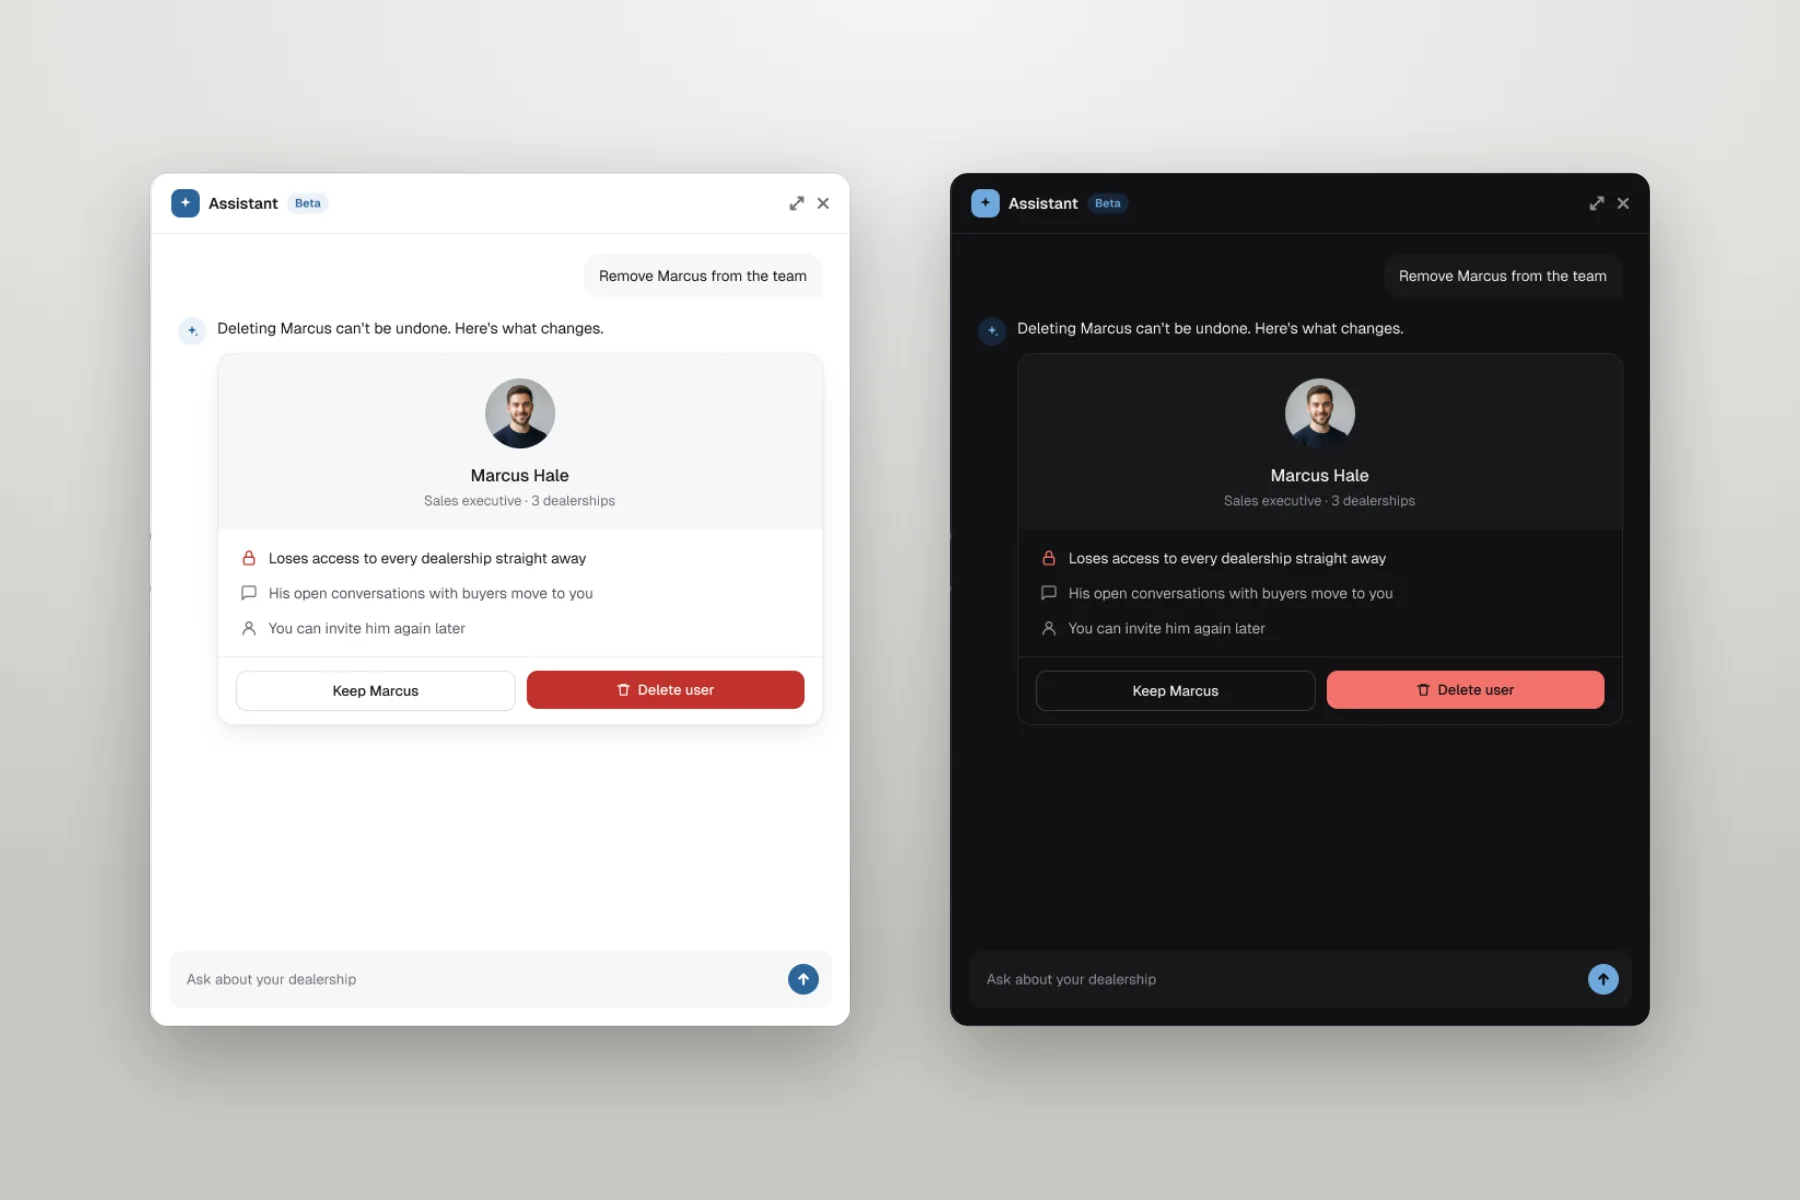 Assistant Beta
Remove Marcus from the team
Deleting Marcus can't be undone. Here's what changes.
Marcus Hale
Sales executive · 3 dealerships
Loses access to every dealership straight away
His open conversations with buyers move to you
You can invite him again later
Keep Marcus
Delete user
Ask about your dealership
Assistant Beta
Remove Marcus from the team
Deleting Marcus can't be undone. Here's what changes.
Marcus Hale
Sales executive · 3 dealerships
Loses access to every dealership straight away
His open conversations with buyers move to you
You can invite him again later
Keep Marcus
Delete user
Ask about your dealership